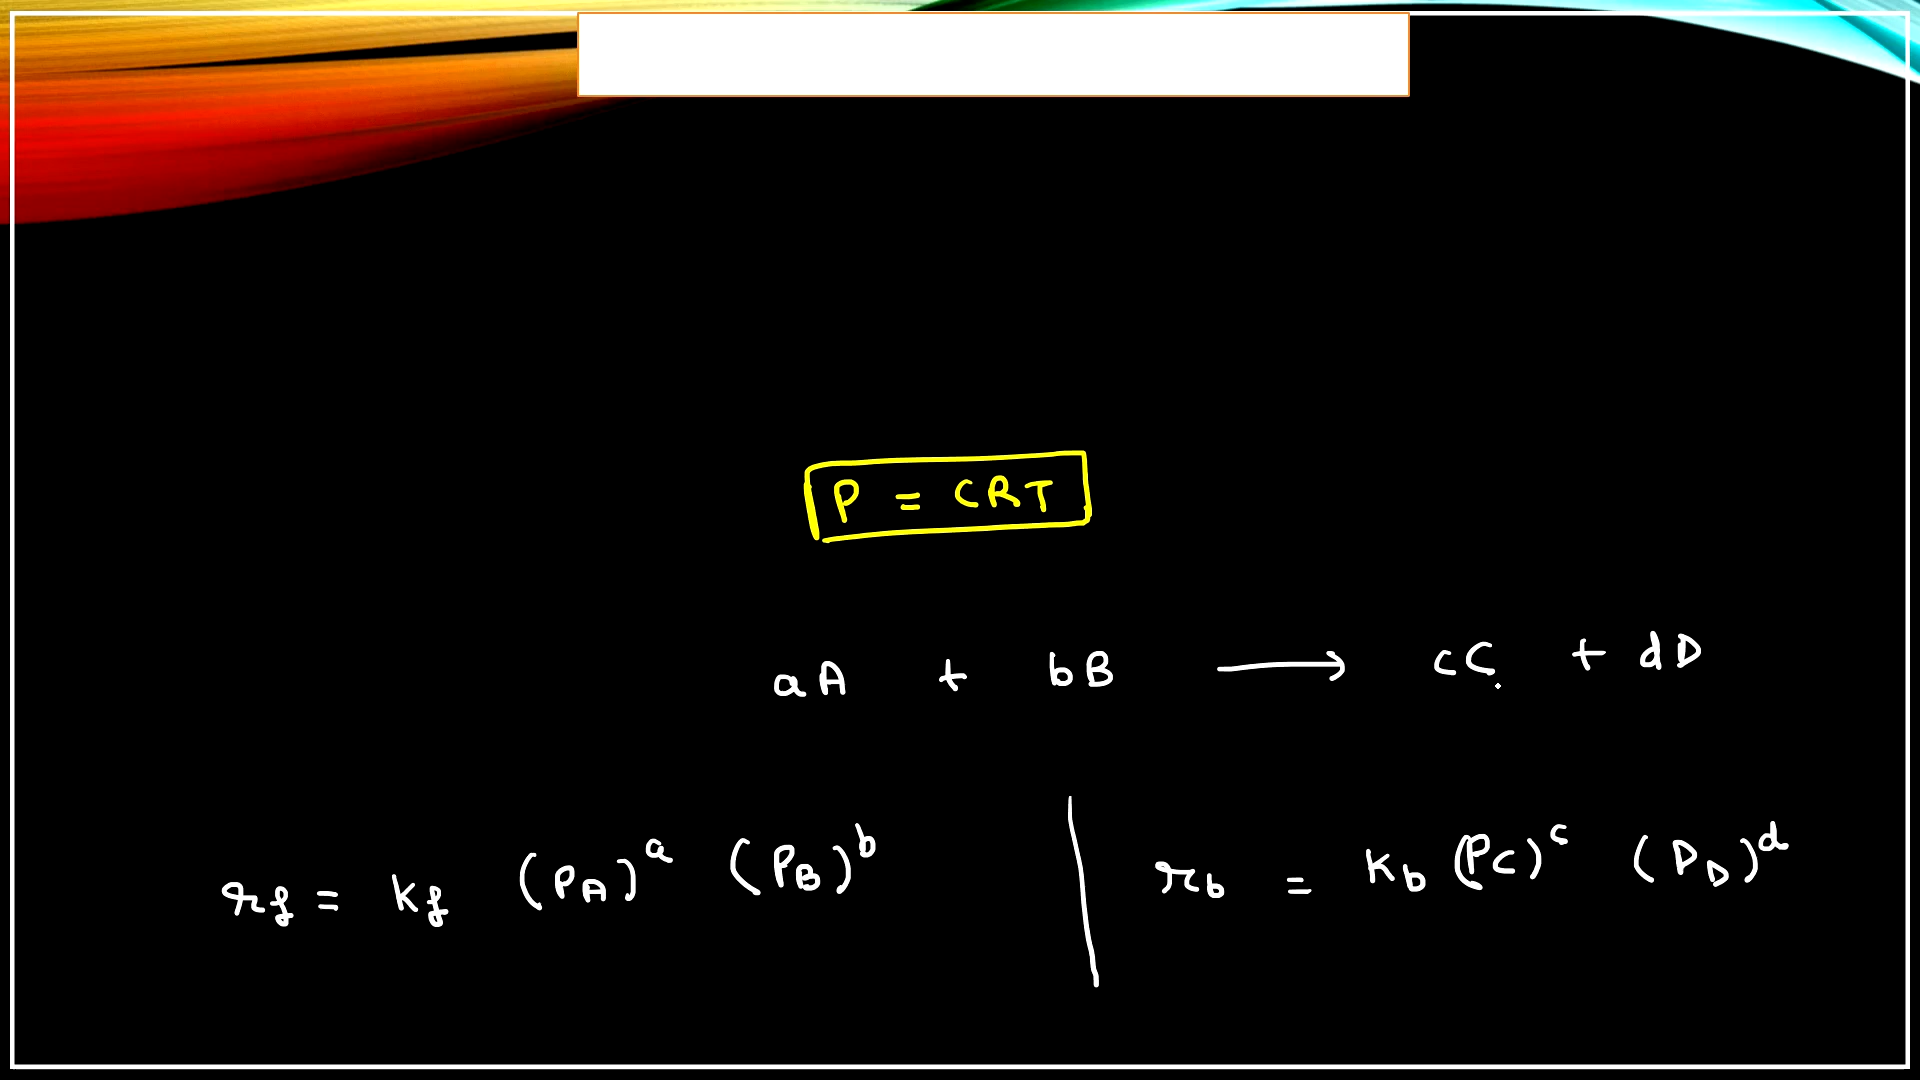 P = CRT
aA + bB → cC + dD
rf = kf (PA)^a (PB)^b | rb = kb (PC)^c (PD)^d